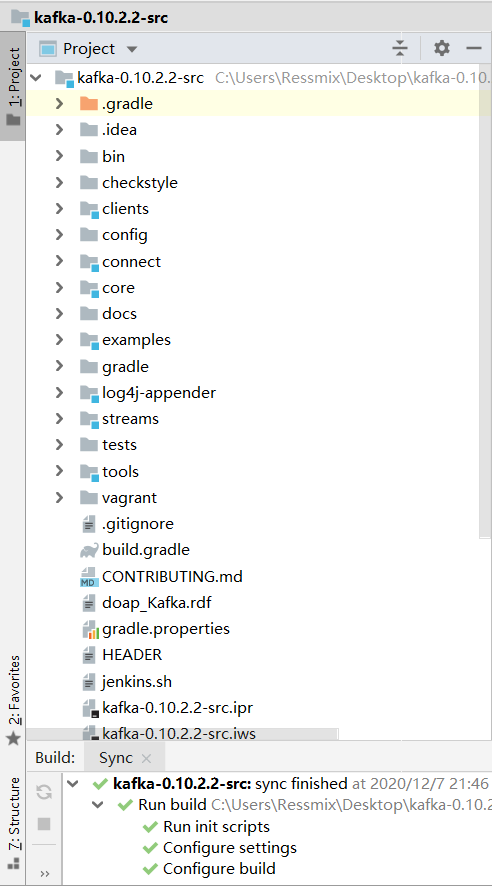 kafka-0.10.2.2-src
1: Project
Project
kafka-0.10.2.2-src C:\Users\Ressmix\Desktop\kafka-0.10.
.gradle
.idea
bin
checkstyle
clients
config
connect
core
docs
examples
gradle
log4j-appender
streams
tests
tools
vagrant
.gitignore
build.gradle
MD CONTRIBUTING.md
doap_Kafka.rdf
gradle.properties
HEADER
jenkins.sh
kafka-0.10.2.2-src.ipr
kafka-0.10.2.2-src.iws
2: Favorites
7: Structure
Build: Sync
kafka-0.10.2.2-src: sync finished at 2020/12/7 21:46
Run build C:\Users\Ressmix\Desktop\kafka-0.10.2
Run init scripts
Configure settings
Configure build